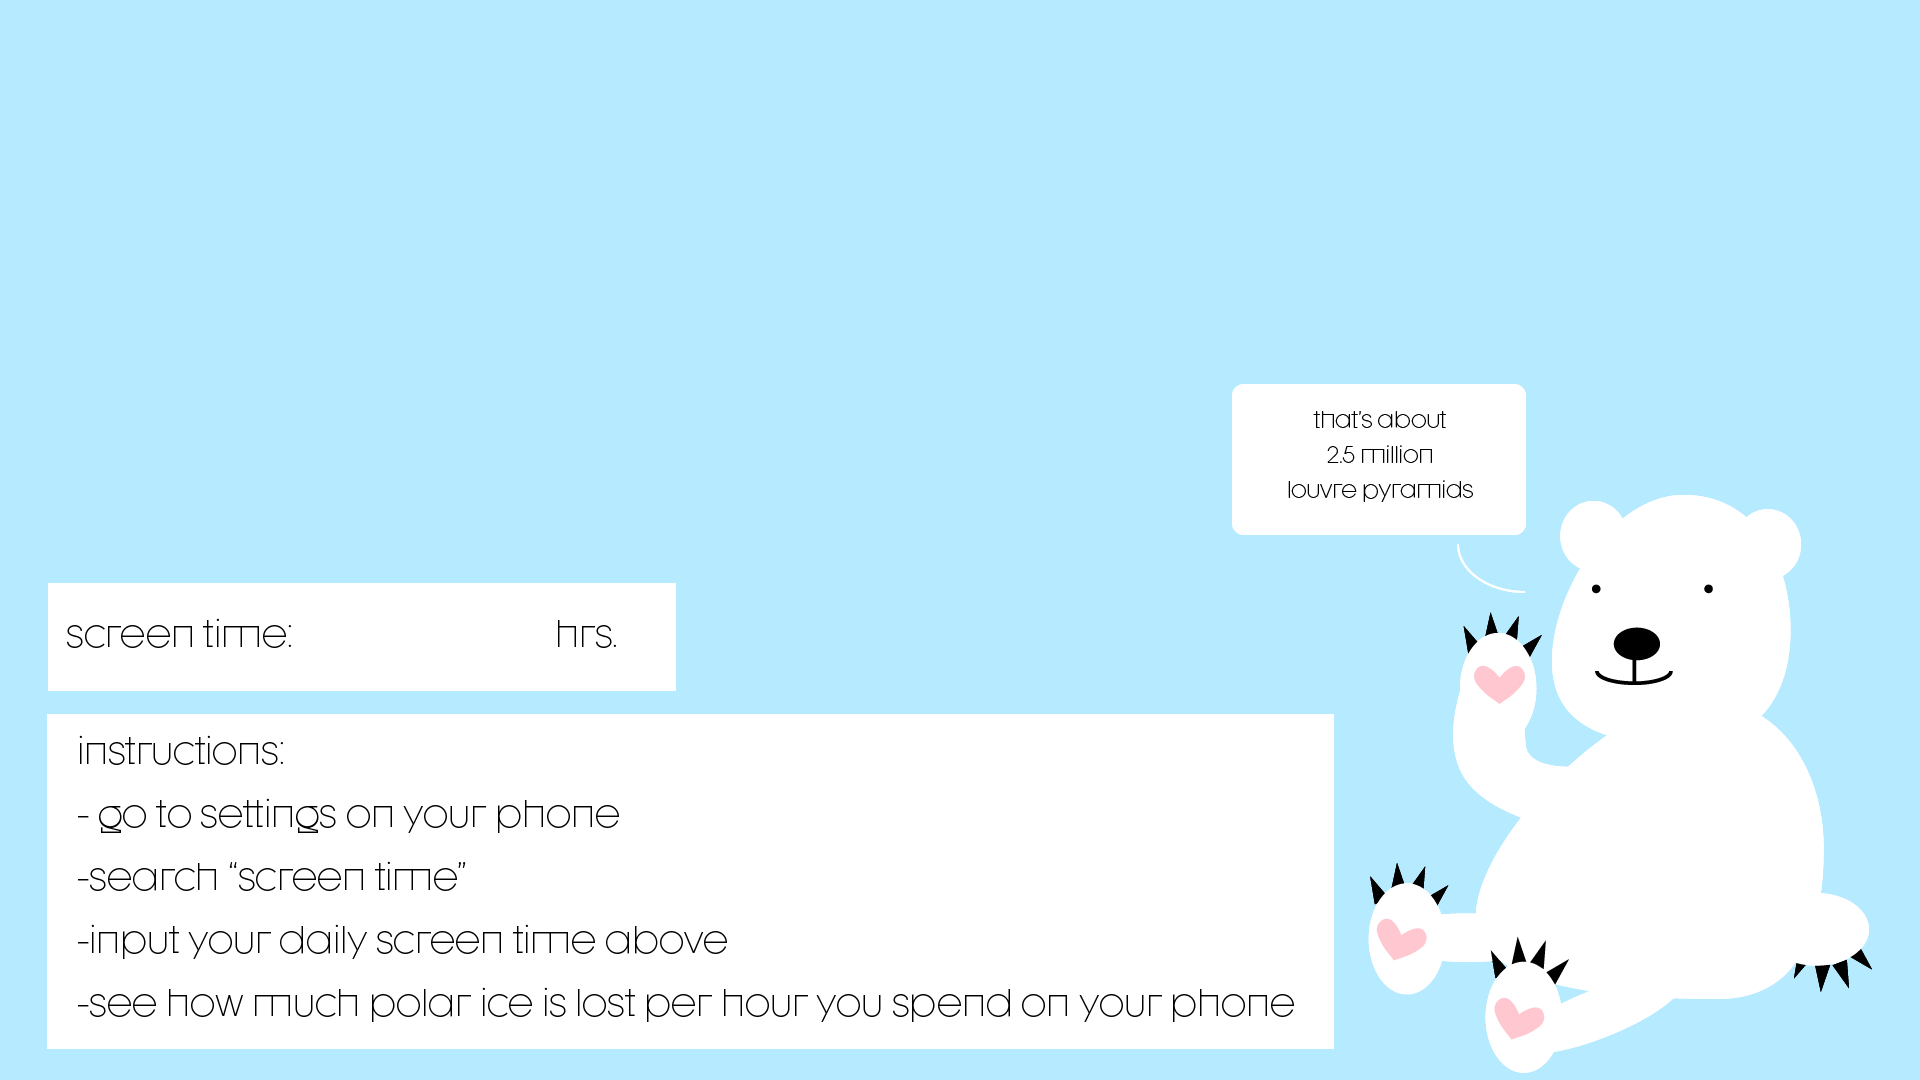 that's about
2.5 million
louvre pyramids
screen time: hrs.
instructions:
- go to settings on your phone
-search “screen time”
-input your daily screen time above
-see how much polar ice is lost per hour you spend on your phone